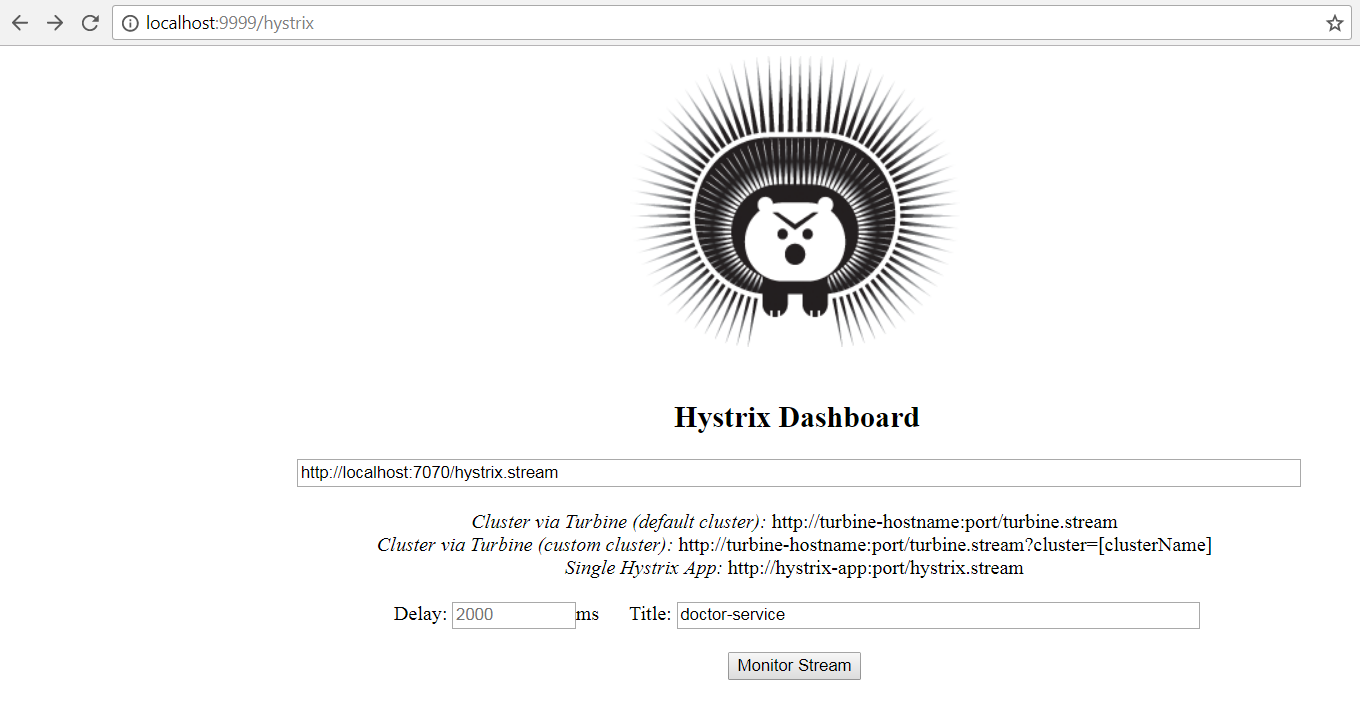 localhost:9999/hystrix
Hystrix Dashboard
http://localhost:7070/hystrix.stream
Cluster via Turbine (default cluster): http://turbine-hostname:port/turbine.stream
Cluster via Turbine (custom cluster): http://turbine-hostname:port/turbine.stream?cluster=[clusterName]
Single Hystrix App: http://hystrix-app:port/hystrix.stream
Delay: 2000 ms Title: doctor-service
Monitor Stream